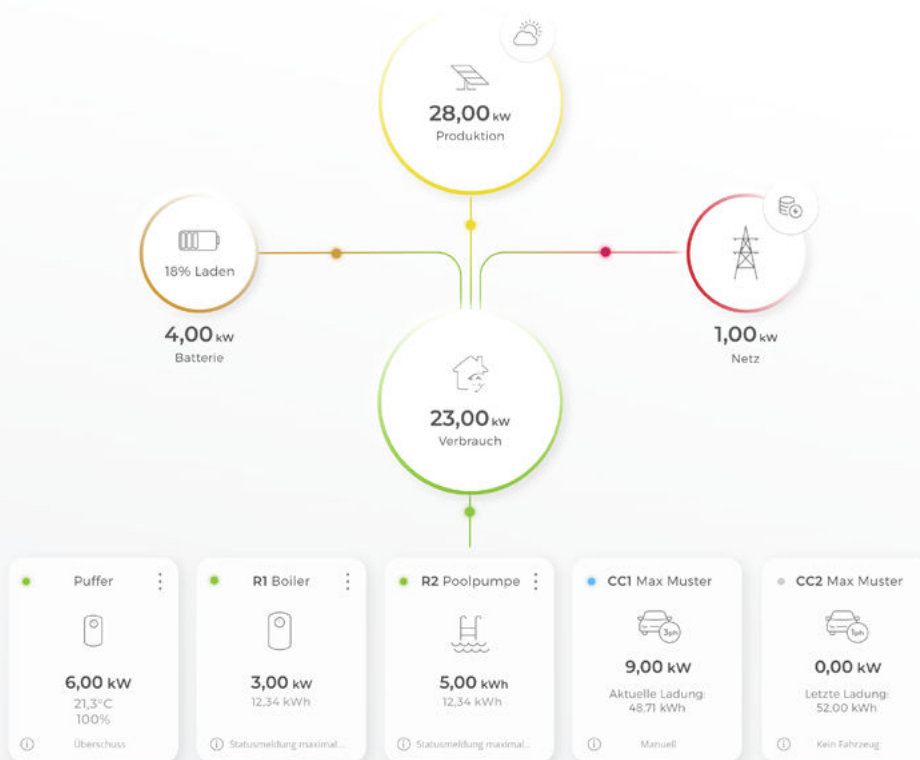 28,00 kW
Produktion
18% Laden
4,00 kW
Batterie
1,00 kW
Netz
23,00 kW
Verbrauch
Puffer
6,00 kW
21,3°C
100%
Überschuss
R1 Boiler
3,00 kW
12,34 kWh
Statusmeldung maximal...
R2 Poolpumpe
5,00 kWh
12,34 kWh
Statusmeldung maximal...
CC1 Max Muster
3ph
9,00 kW
Aktuelle Ladung:
48,71 kWh
Manuell
CC2 Max Muster
1ph
0,00 kW
Letzte Ladung:
52,00 kWh
Kein Fahrzeug